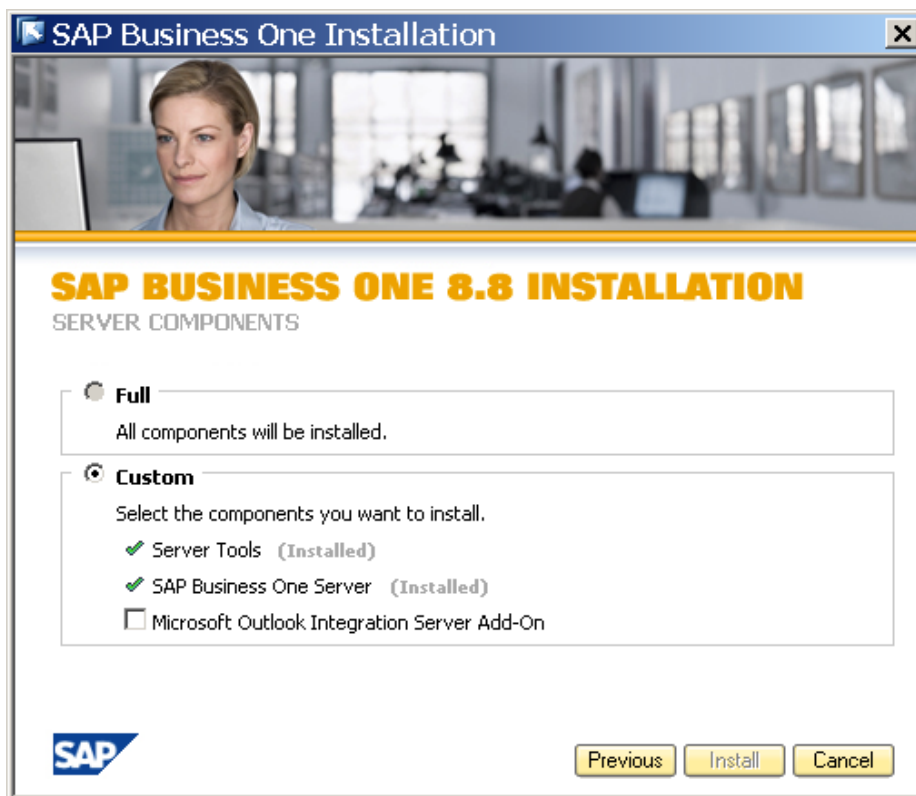 SAP Business One Installation
SAP BUSINESS ONE 8.8 INSTALLATION
SERVER COMPONENTS
Full
All components will be installed.
Custom
Select the components you want to install.
Server Tools (Installed)
SAP Business One Server (Installed)
Microsoft Outlook Integration Server Add-On
SAP
Previous Install Cancel